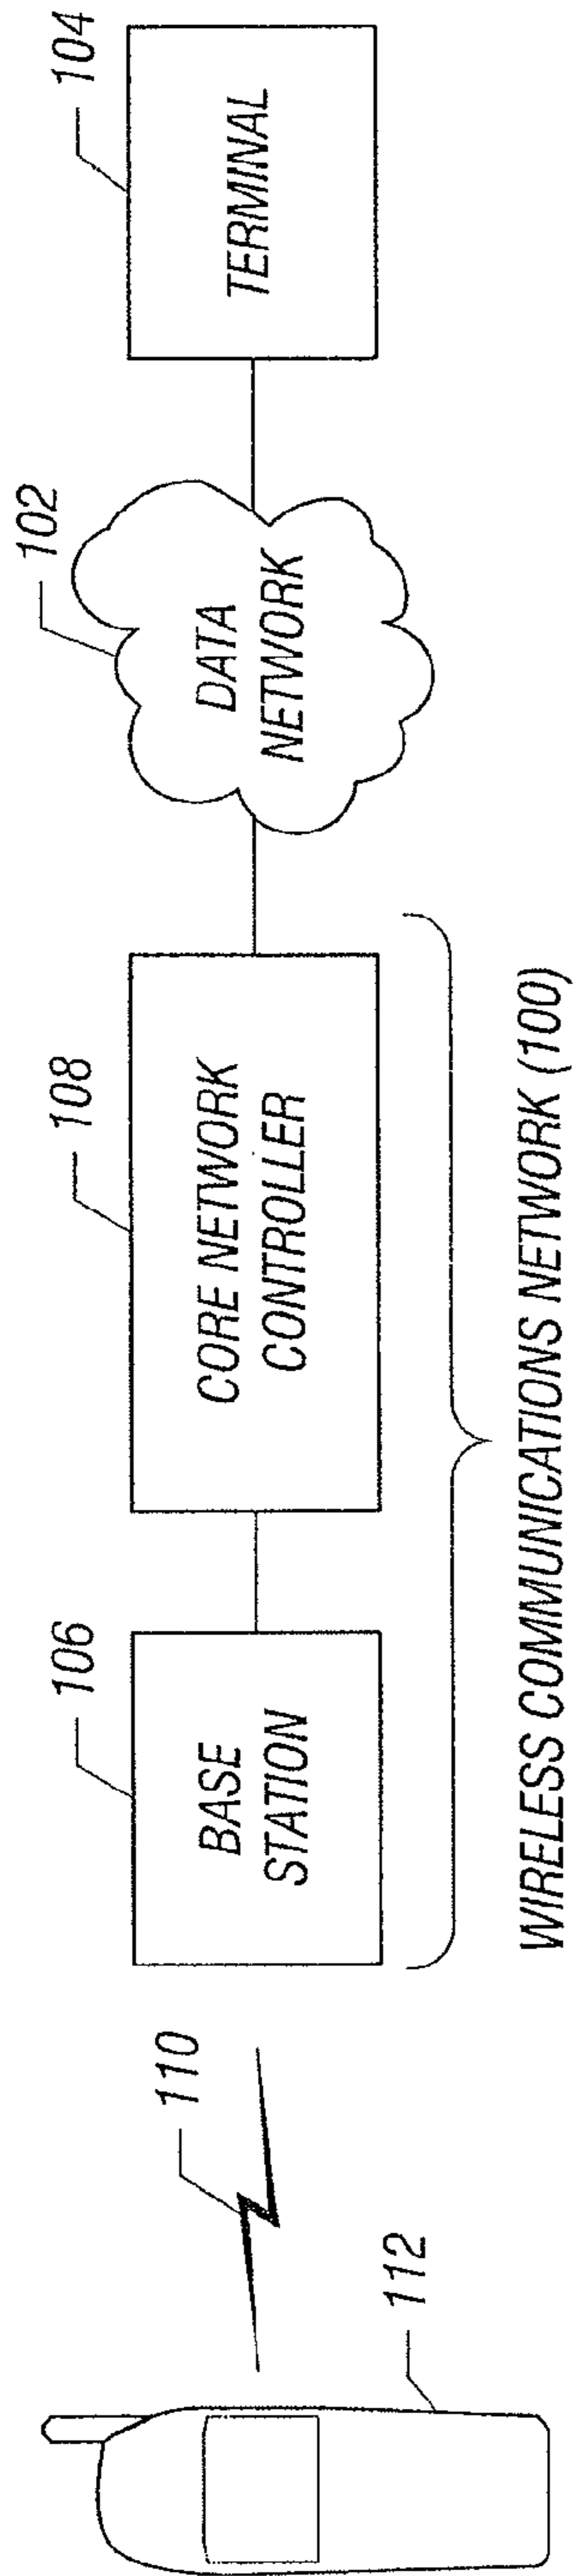 110
112
106
BASE
STATION
108
CORE NETWORK
CONTROLLER
WIRELESS COMMUNICATIONS NETWORK (100)
102
DATA
NETWORK
104
TERMINAL